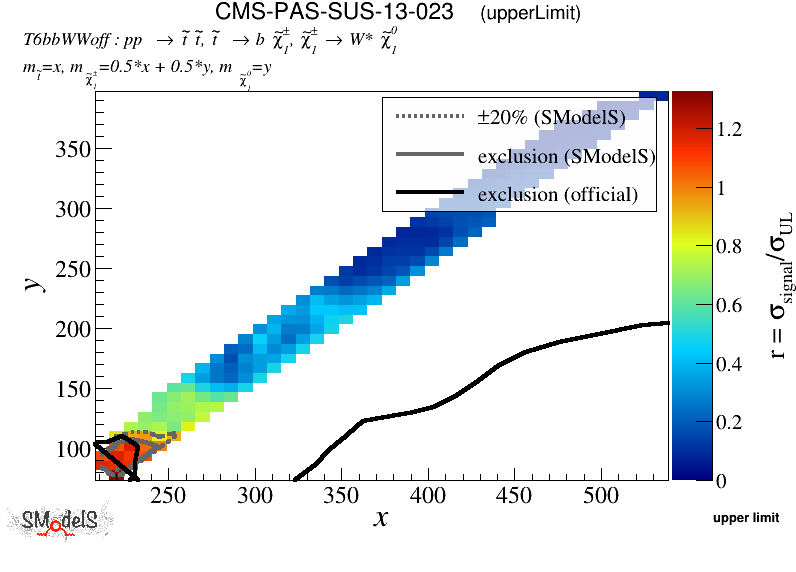 CMS-PAS-SUS-13-023 (upperLimit)
T6bbWWoff : pp → t̃ t̃, t̃ → b χ̃₁±, χ̃₁± → W* χ̃₁⁰
m_t̃=x, m_χ̃₁±=0.5*x + 0.5*y, m_χ̃₁⁰=y
±20% (SModelS)
exclusion (SModelS)
exclusion (official)
y
350
300
250
200
150
100
250 300 350 400 450 500
x
1.2
1
0.8
0.6
0.4
0.2
0
r = σ_signal/σ_UL
SModelS
upper limit